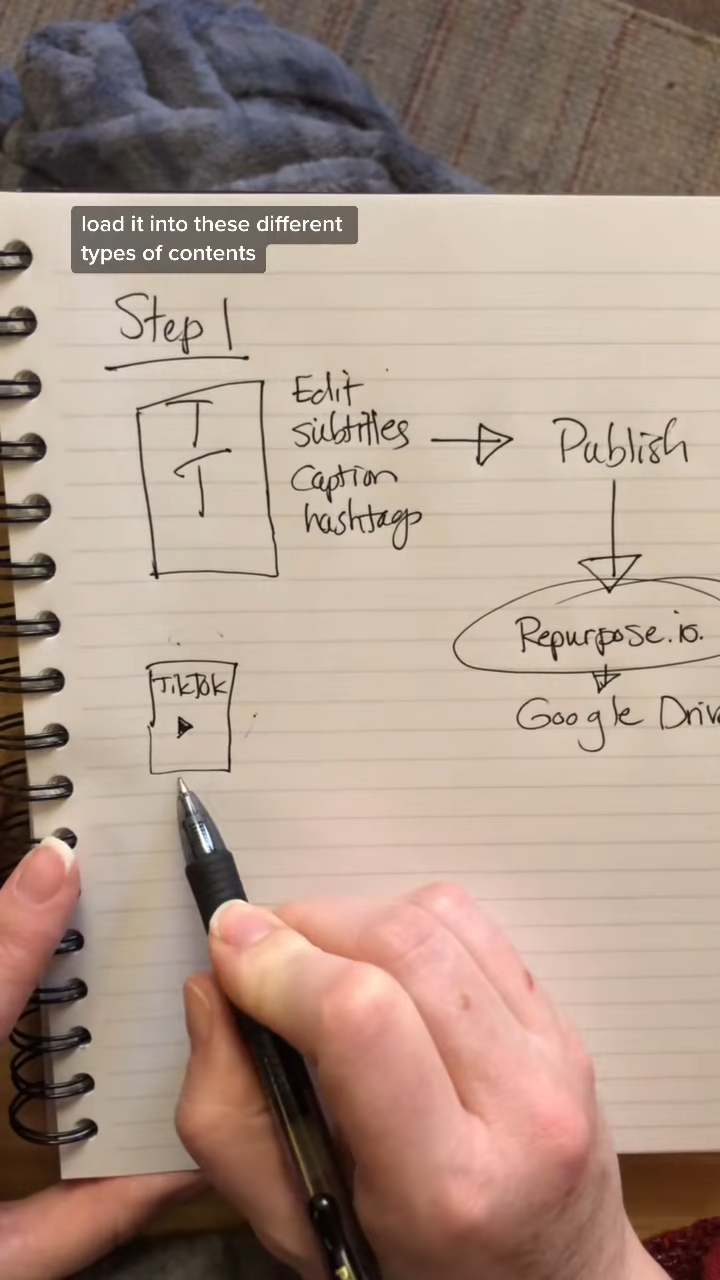 load it into these different
types of contents
Step 1
T
T
Edit
subtitles
Caption
hashtags
Publish
Repurpose.io.
Google Driv
TikTok